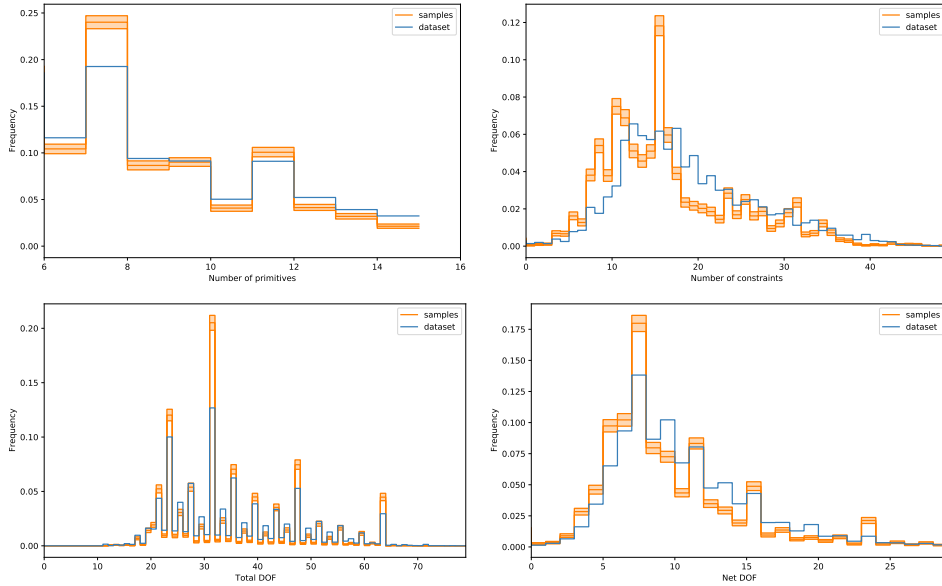 samples
dataset
0.25
0.20
0.15
0.10
0.05
0.00
Frequency
6 8 10 12 14 16
Number of primitives
samples
dataset
0.12
0.10
0.08
0.06
0.04
0.02
0.00
Frequency
0 10 20 30 40
Number of constraints
samples
dataset
0.20
0.15
0.10
0.05
0.00
Frequency
0 10 20 30 40 50 60 70
Total DOF
samples
dataset
0.175
0.150
0.125
0.100
0.075
0.050
0.025
0.000
Frequency
0 5 10 15 20 25
Net DOF